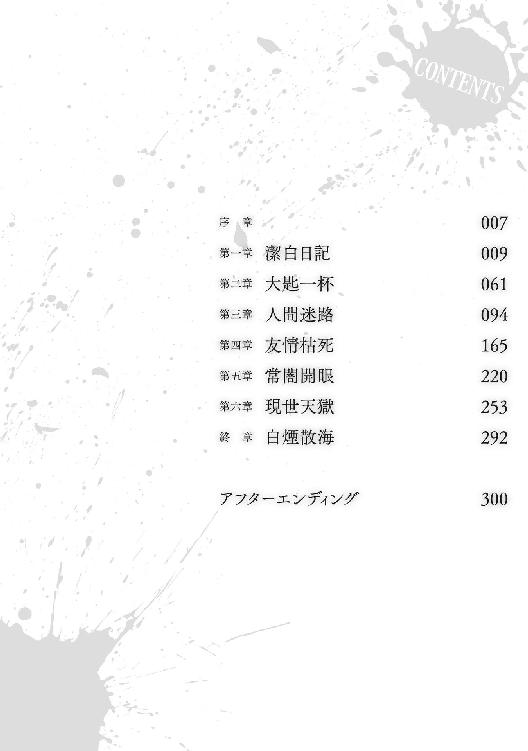 CONTENTS
序 章 007
第一章 潔白日記 009
第二章 大匙一杯 061
第三章 人間迷路 094
第四章 友情枯死 165
第五章 常闇開眼 220
第六章 現世天獄 253
終 章 白煙散海 292
アフターエンディング 300